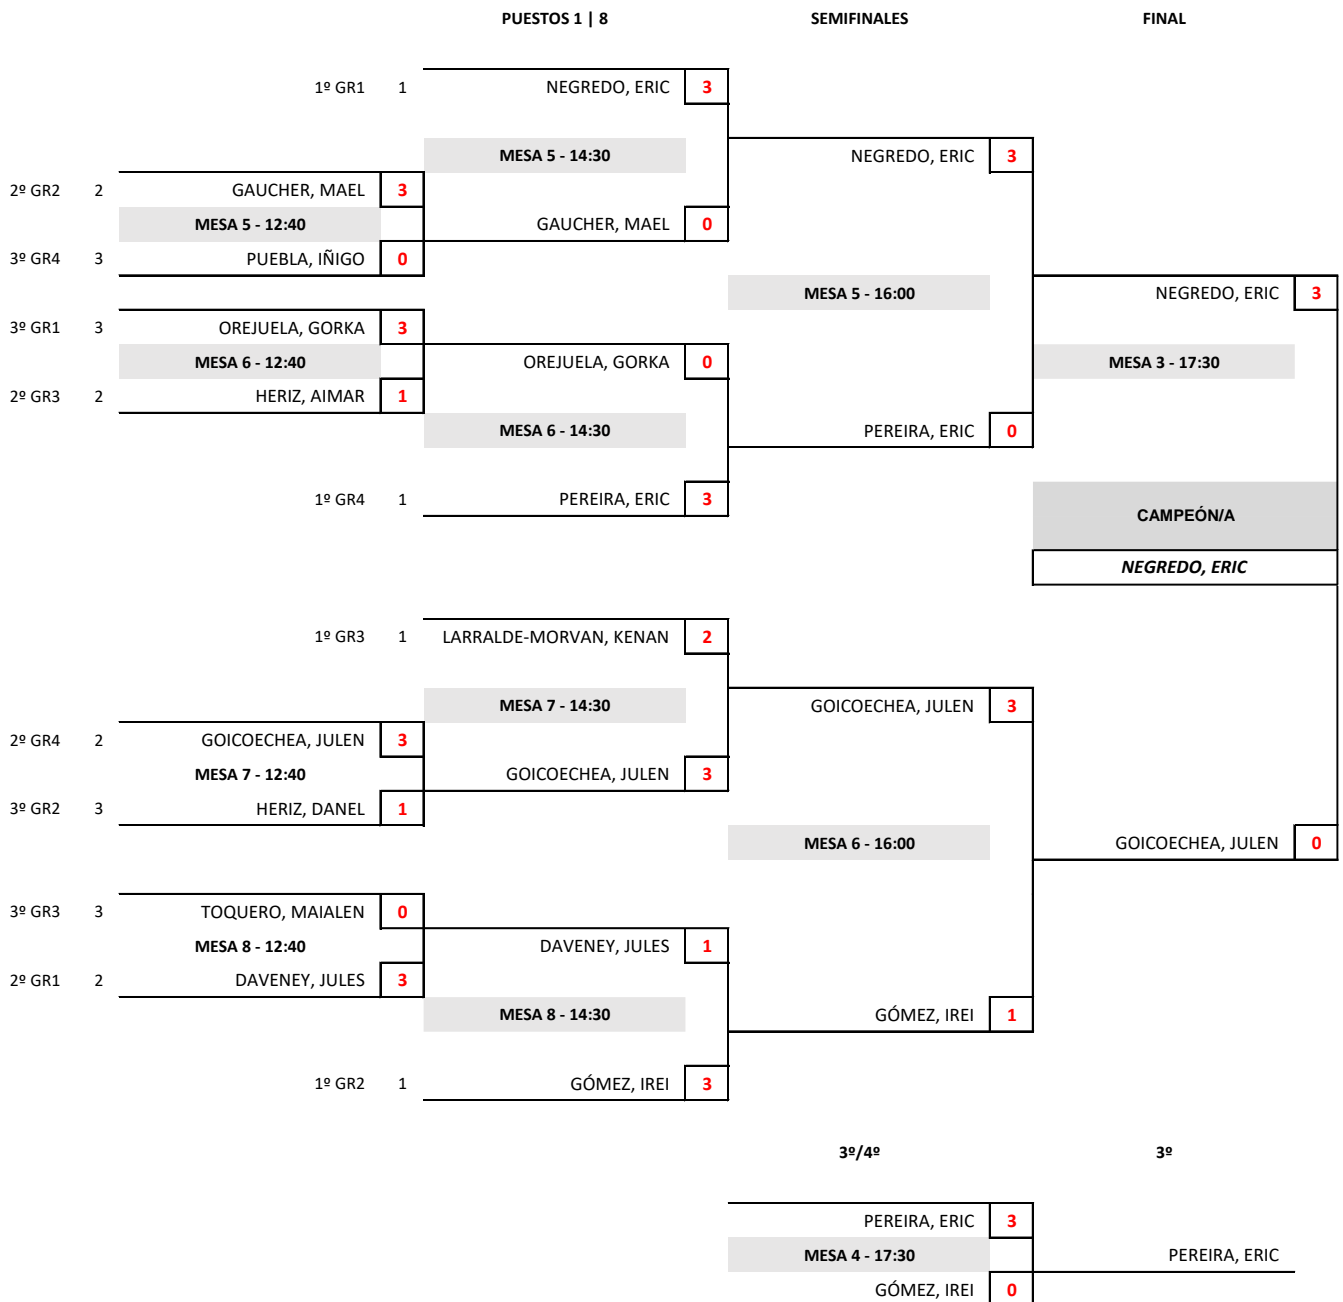 PUESTOS 1 | 8 SEMIFINALES FINAL
1º GR1 1 NEGREDO, ERIC 3
MESA 5 - 14:30 NEGREDO, ERIC 3
2º GR2 2 GAUCHER, MAEL 3
MESA 5 - 12:40 GAUCHER, MAEL 0
3º GR4 3 PUEBLA, IÑIGO 0
MESA 5 - 16:00 NEGREDO, ERIC 3
3º GR1 3 OREJUELA, GORKA 3
MESA 6 - 12:40 OREJUELA, GORKA 0 MESA 3 - 17:30
2º GR3 2 HERIZ, AIMAR 1
MESA 6 - 14:30 PEREIRA, ERIC 0
1º GR4 1 PEREIRA, ERIC 3
CAMPEÓN/A
NEGREDO, ERIC
1º GR3 1 LARRALDE-MORVAN, KENAN 2
MESA 7 - 14:30 GOICOECHEA, JULEN 3
2º GR4 2 GOICOECHEA, JULEN 3
MESA 7 - 12:40 GOICOECHEA, JULEN 3
3º GR2 3 HERIZ, DANEL 1
MESA 6 - 16:00 GOICOECHEA, JULEN 0
3º GR3 3 TOQUERO, MAIALEN 0
MESA 8 - 12:40 DAVENEY, JULES 1
2º GR1 2 DAVENEY, JULES 3
MESA 8 - 14:30 GÓMEZ, IREI 1
1º GR2 1 GÓMEZ, IREI 3
3º/4º 3º
PEREIRA, ERIC 3
MESA 4 - 17:30 PEREIRA, ERIC
GÓMEZ, IREI 0